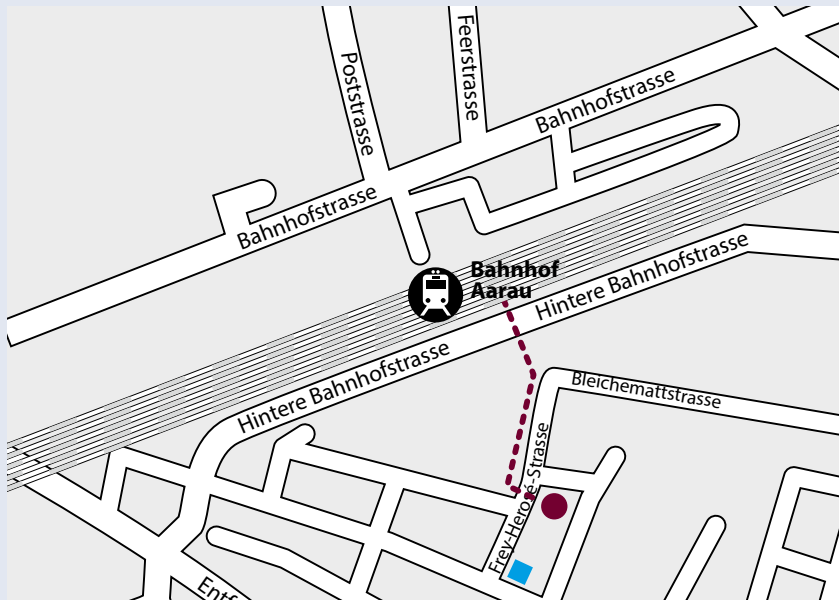 Poststrasse
Feerstrasse
Bahnhofstrasse
Bahnhofstrasse
Bahnhof
Aarau
Hintere Bahnhofstrasse
Hintere Bahnhofstrasse
Bleichemattstrasse
Frey-Herosé-Strasse